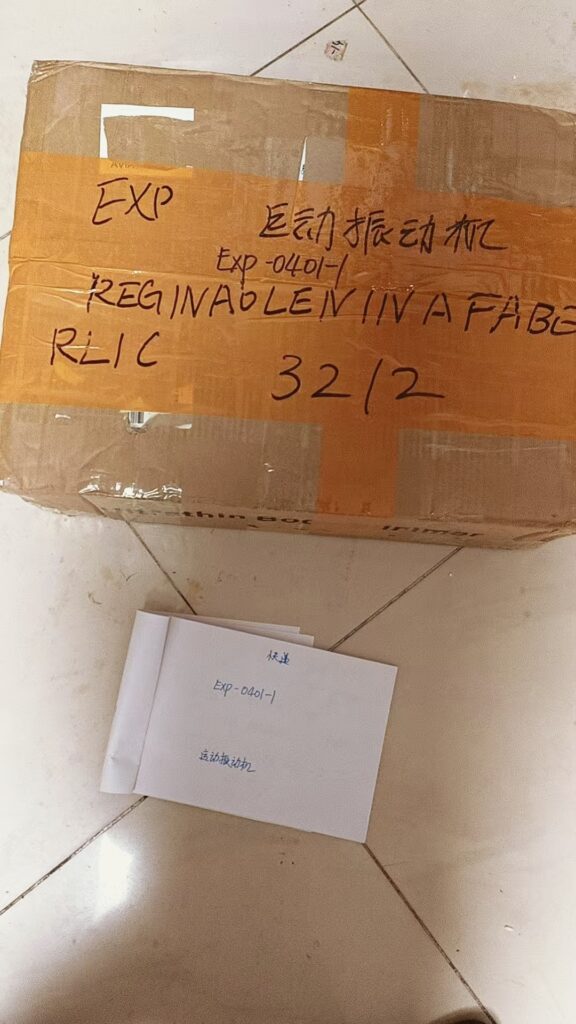 EXP 运动振动机
Exp-0401-1
REGINAOLENIINAFABE
RLIC 3212
快递
Exp-0401-1
运动振动机